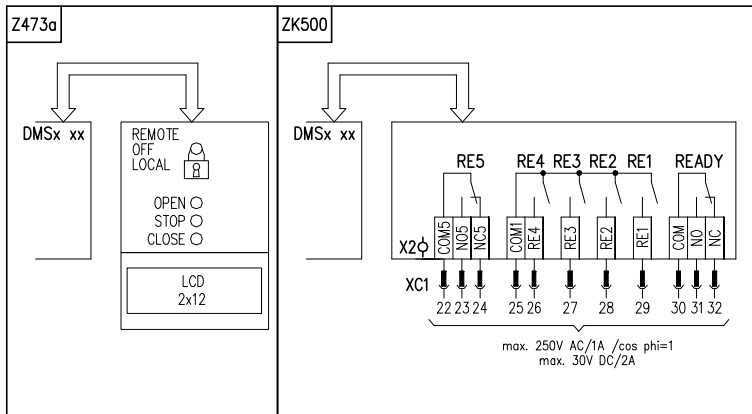 Z473a
DMSx xx
REMOTE
OFF
LOCAL
OPEN
STOP
CLOSE
LCD
2x12
ZK500
DMSx xx
RE5 RE4 RE3 RE2 RE1 READY
X2 COM5 NO5 NC5 COM1 RE4 RE3 RE2 RE1 COM NO NC
XC1
22 23 24 25 26 27 28 29 30 31 32
max. 250V AC/1A /cos phi=1
max. 30V DC/2A